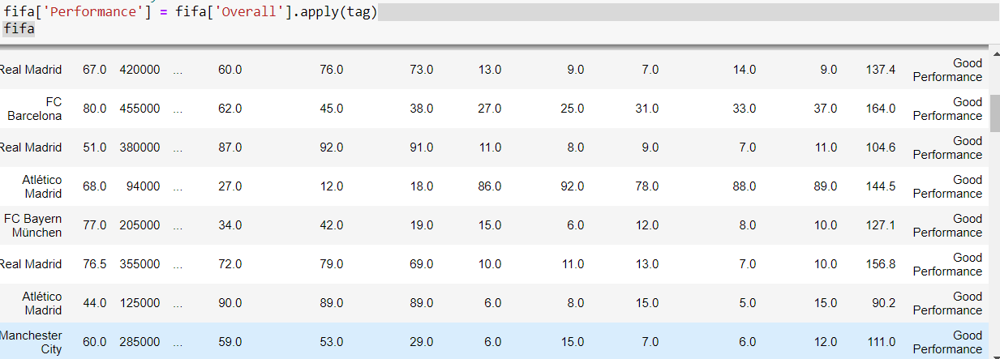 fifa['Performance'] = fifa['Overall'].apply(tag)
fifa
Real Madrid 67.0 420000 ... 60.0 76.0 73.0 13.0 9.0 7.0 14.0 9.0 137.4 Good Performance
FC Barcelona 80.0 455000 ... 62.0 45.0 38.0 27.0 25.0 31.0 33.0 37.0 164.0 Good Performance
Real Madrid 51.0 380000 ... 87.0 92.0 91.0 11.0 8.0 9.0 7.0 11.0 104.6 Good Performance
Atlético Madrid 68.0 94000 ... 27.0 12.0 18.0 86.0 92.0 78.0 88.0 89.0 144.5 Good Performance
FC Bayern München 77.0 205000 ... 34.0 42.0 19.0 15.0 6.0 12.0 8.0 10.0 127.1 Good Performance
Real Madrid 76.5 355000 ... 72.0 79.0 69.0 10.0 11.0 13.0 7.0 10.0 156.8 Good Performance
Atlético Madrid 44.0 125000 ... 90.0 89.0 89.0 6.0 8.0 15.0 5.0 15.0 90.2 Good Performance
Manchester City 60.0 285000 ... 59.0 53.0 29.0 6.0 15.0 7.0 6.0 12.0 111.0 Good Performance